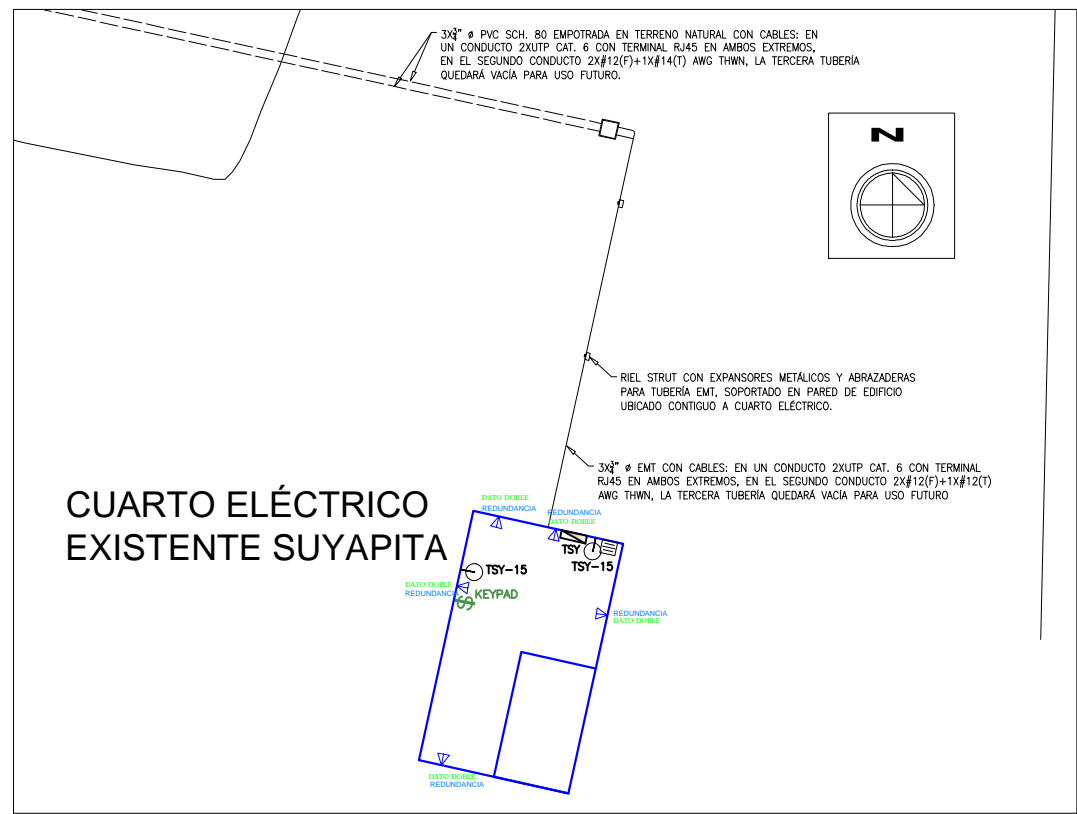 3X¾" ø PVC SCH. 80 EMPOTRADA EN TERRENO NATURAL CON CABLES: EN
UN CONDUCTO 2XUTP CAT. 6 CON TERMINAL RJ45 EN AMBOS EXTREMOS,
EN EL SEGUNDO CONDUCTO 2X#12(F)+1X#14(T) AWG THWN, LA TERCERA TUBERÍA
QUEDARÁ VACÍA PARA USO FUTURO.
N
RIEL STRUT CON EXPANSORES METÁLICOS Y ABRAZADERAS
PARA TUBERÍA EMT, SOPORTADO EN PARED DE EDIFICIO
UBICADO CONTIGUO A CUARTO ELÉCTRICO.
3X¾" ø EMT CON CABLES: EN UN CONDUCTO 2XUTP CAT. 6 CON TERMINAL
RJ45 EN AMBOS EXTREMOS, EN EL SEGUNDO CONDUCTO 2X#12(F)+1X#12(T)
AWG THWN, LA TERCERA TUBERÍA QUEDARÁ VACÍA PARA USO FUTURO
CUARTO ELÉCTRICO
EXISTENTE SUYAPITA
DATO DOBLE
REDUNDANCIA
REDUNDANCIA
DATO DOBLE
TSY
TSY-15
TSY-15
DATO DOBLE
REDUNDANCIA
KEYPAD
REDUNDANCIA
DATO DOBLE
DATO DOBLE
REDUNDANCIA